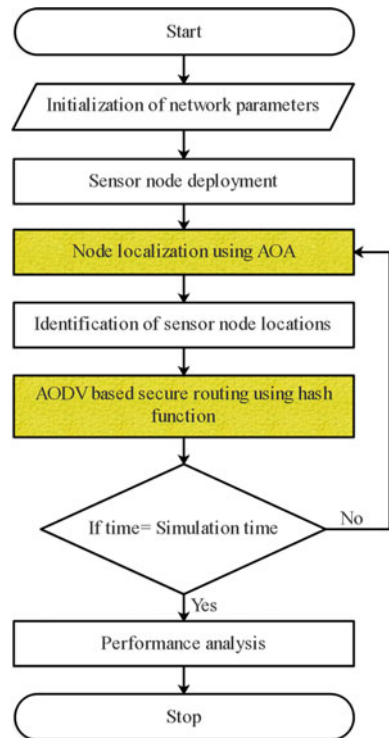 Start
Initialization of network parameters
Sensor node deployment
Node localization using AOA
Identification of sensor node locations
AODV based secure routing using hash
function
If time= Simulation time
No
Yes
Performance analysis
Stop